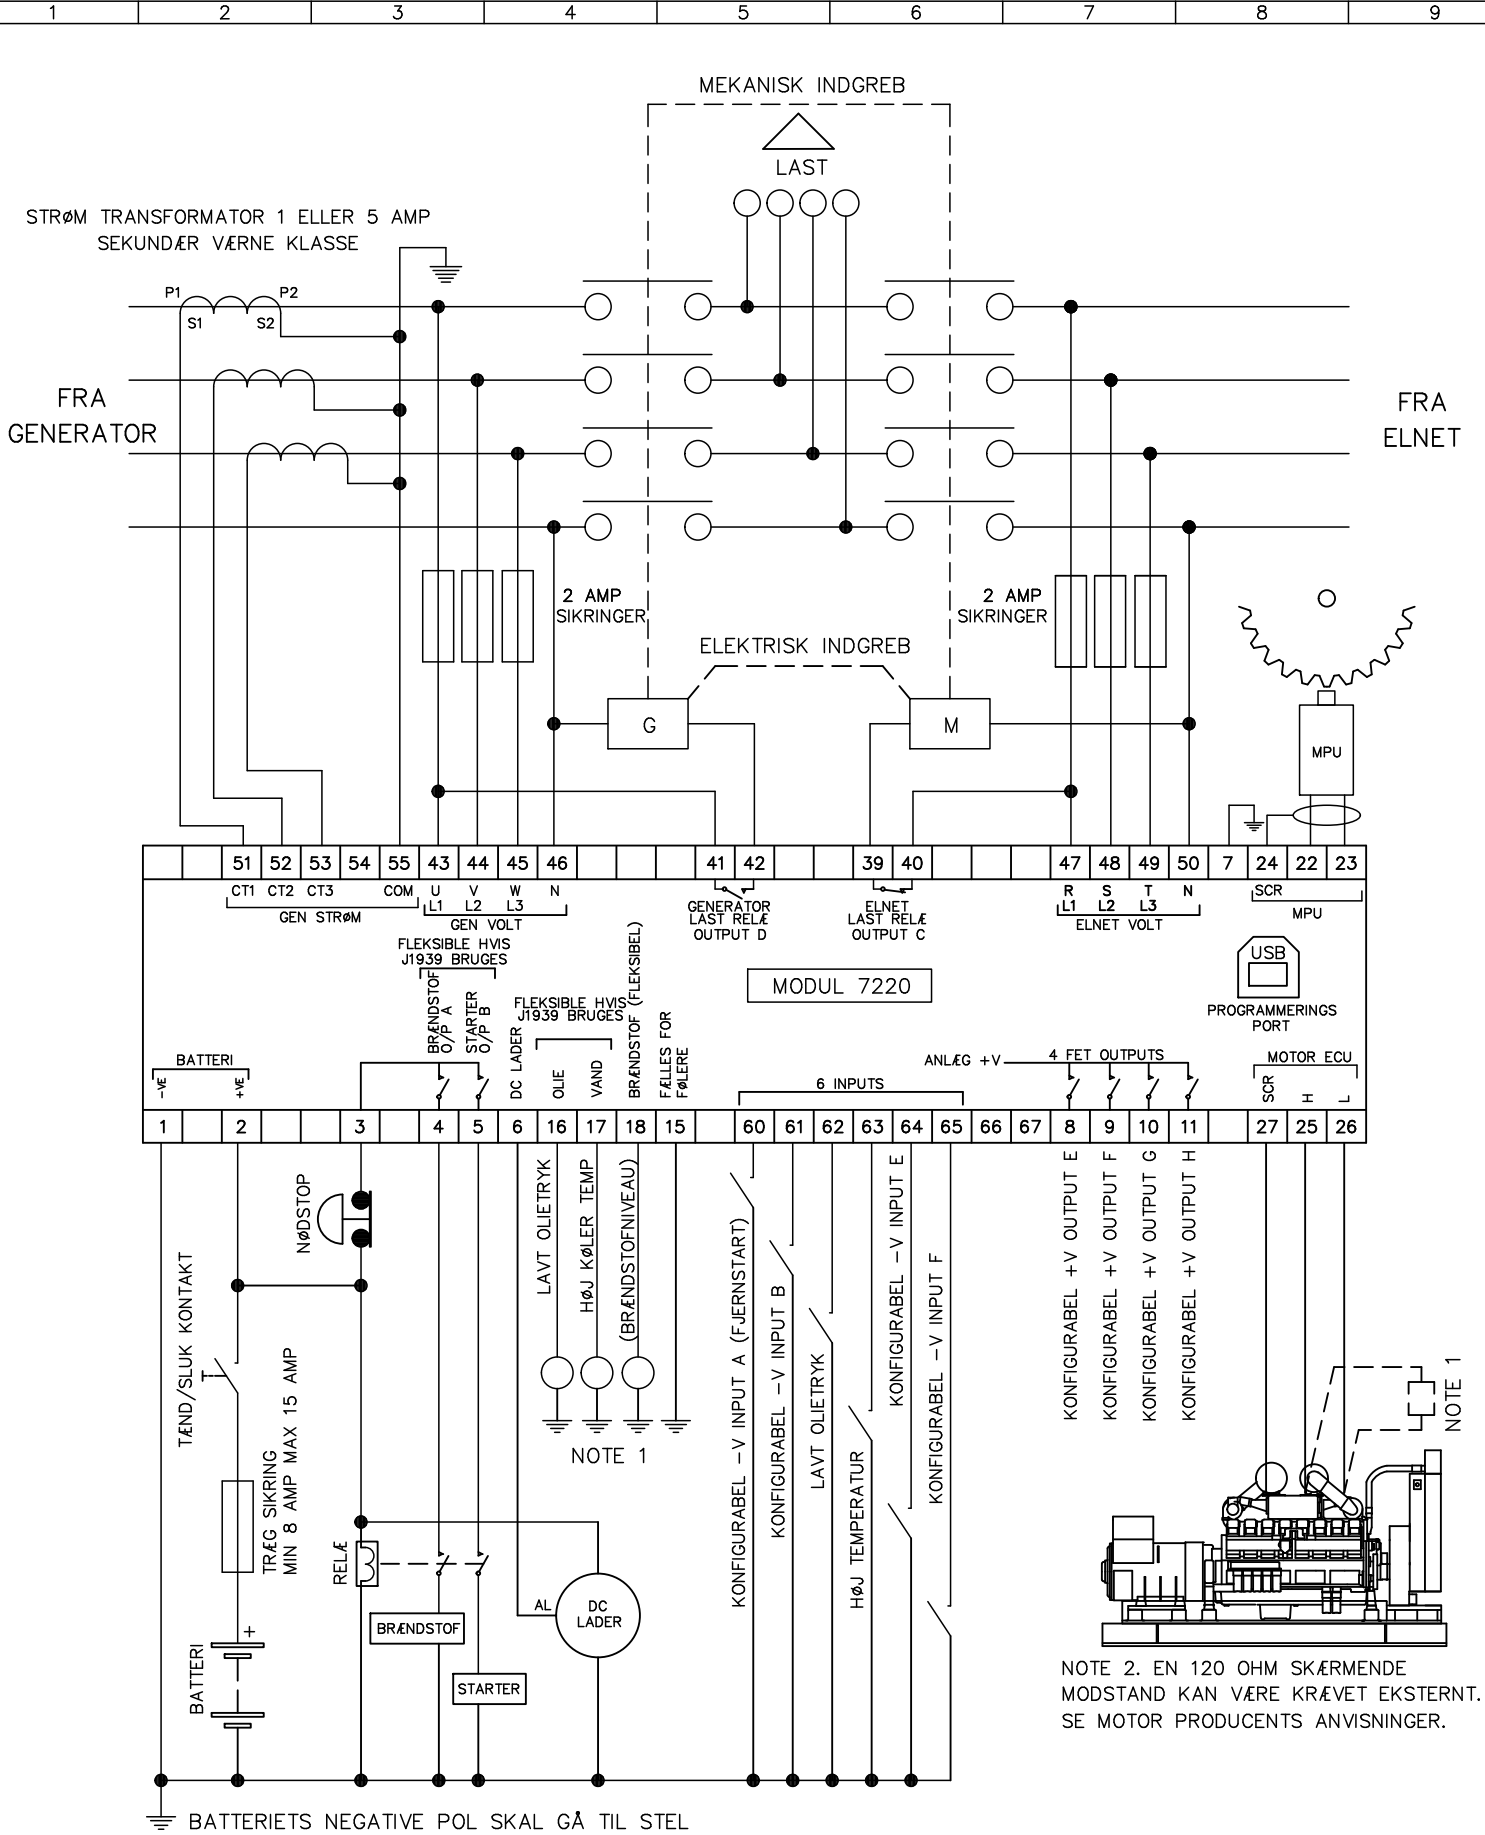 1 2 3 4 5 6 7 8 9
MEKANISK INDGREB
LAST
STRØM TRANSFORMATOR 1 ELLER 5 AMP
SEKUNDÆR VÆRNE KLASSE
P1 P2
S1 S2
FRA
GENERATOR
FRA
ELNET
2 AMP
SIKRINGER
2 AMP
SIKRINGER
ELEKTRISK INDGREB
G
M
MPU
51 52 53 54 55 43 44 45 46 41 42 39 40 47 48 49 50 7 24 22 23
CT1 CT2 CT3 COM U V W N R S T N SCR
L1 L2 L3 L1 L2 L3
GEN STRØM
GEN VOLT
GENERATOR
LAST RELÆ
OUTPUT D
ELNET
LAST RELÆ
OUTPUT C
ELNET VOLT
MPU
FLEKSIBLE HVIS
J1939 BRUGES
BRÆNDSTOF
O/P A
STARTER
O/P B
DC LADER
FLEKSIBLE HVIS
J1939 BRUGES
OLIE
VAND
BRÆNDSTOF (FLEKSIBEL)
FÆLLES FOR
FØLERE
MODUL 7220
USB
PROGRAMMERINGS
PORT
BATTERI
-VE
+VE
6 INPUTS
ANLÆG +V
4 FET OUTPUTS
MOTOR ECU
SCR
H
L
1 2 3 4 5 6 16 17 18 15 60 61 62 63 64 65 66 67 8 9 10 11 27 25 26
NØDSTOP
TÆND/SLUK KONTAKT
TRÆG SIKRING
MIN 8 AMP MAX 15 AMP
BATTERI
+
RELÆ
BRÆNDSTOF
STARTER
AL
DC
LADER
LAVT OLIETRYK
HØJ KØLER TEMP
(BRÆNDSTOFNIVEAU)
NOTE 1
KONFIGURABEL -V INPUT A (FJERNSTART)
KONFIGURABEL -V INPUT B
LAVT OLIETRYK
HØJ TEMPERATUR
KONFIGURABEL -V INPUT E
KONFIGURABEL -V INPUT F
KONFIGURABEL +V OUTPUT E
KONFIGURABEL +V OUTPUT F
KONFIGURABEL +V OUTPUT G
KONFIGURABEL +V OUTPUT H
NOTE 1
NOTE 2. EN 120 OHM SKÆRMENDE
MODSTAND KAN VÆRE KRÆVET EKSTERNT.
SE MOTOR PRODUCENTS ANVISNINGER.
BATTERIETS NEGATIVE POL SKAL GÅ TIL STEL